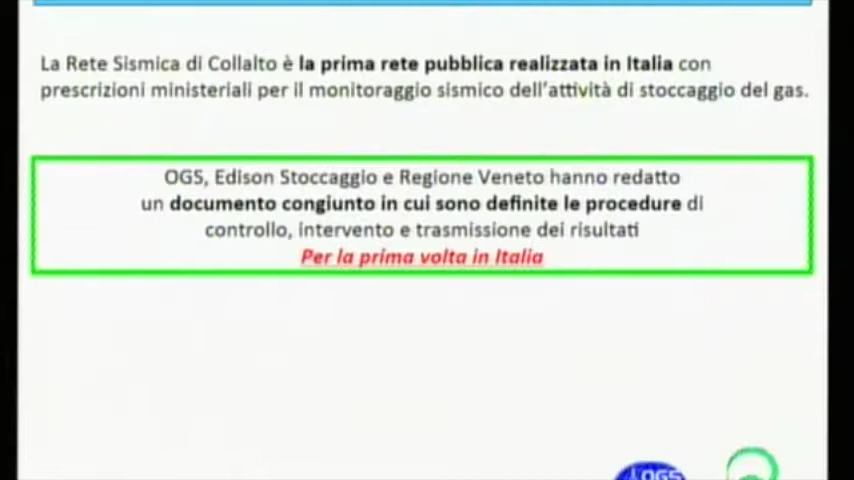 La Rete Sismica di Collalto è la prima rete pubblica realizzata in Italia con
prescrizioni ministeriali per il monitoraggio sismico dell'attività di stoccaggio del gas.
OGS, Edison Stoccaggio e Regione Veneto hanno redatto
un documento congiunto in cui sono definite le procedure di
controllo, intervento e trasmissione dei risultati
Per la prima volta in Italia
OGS